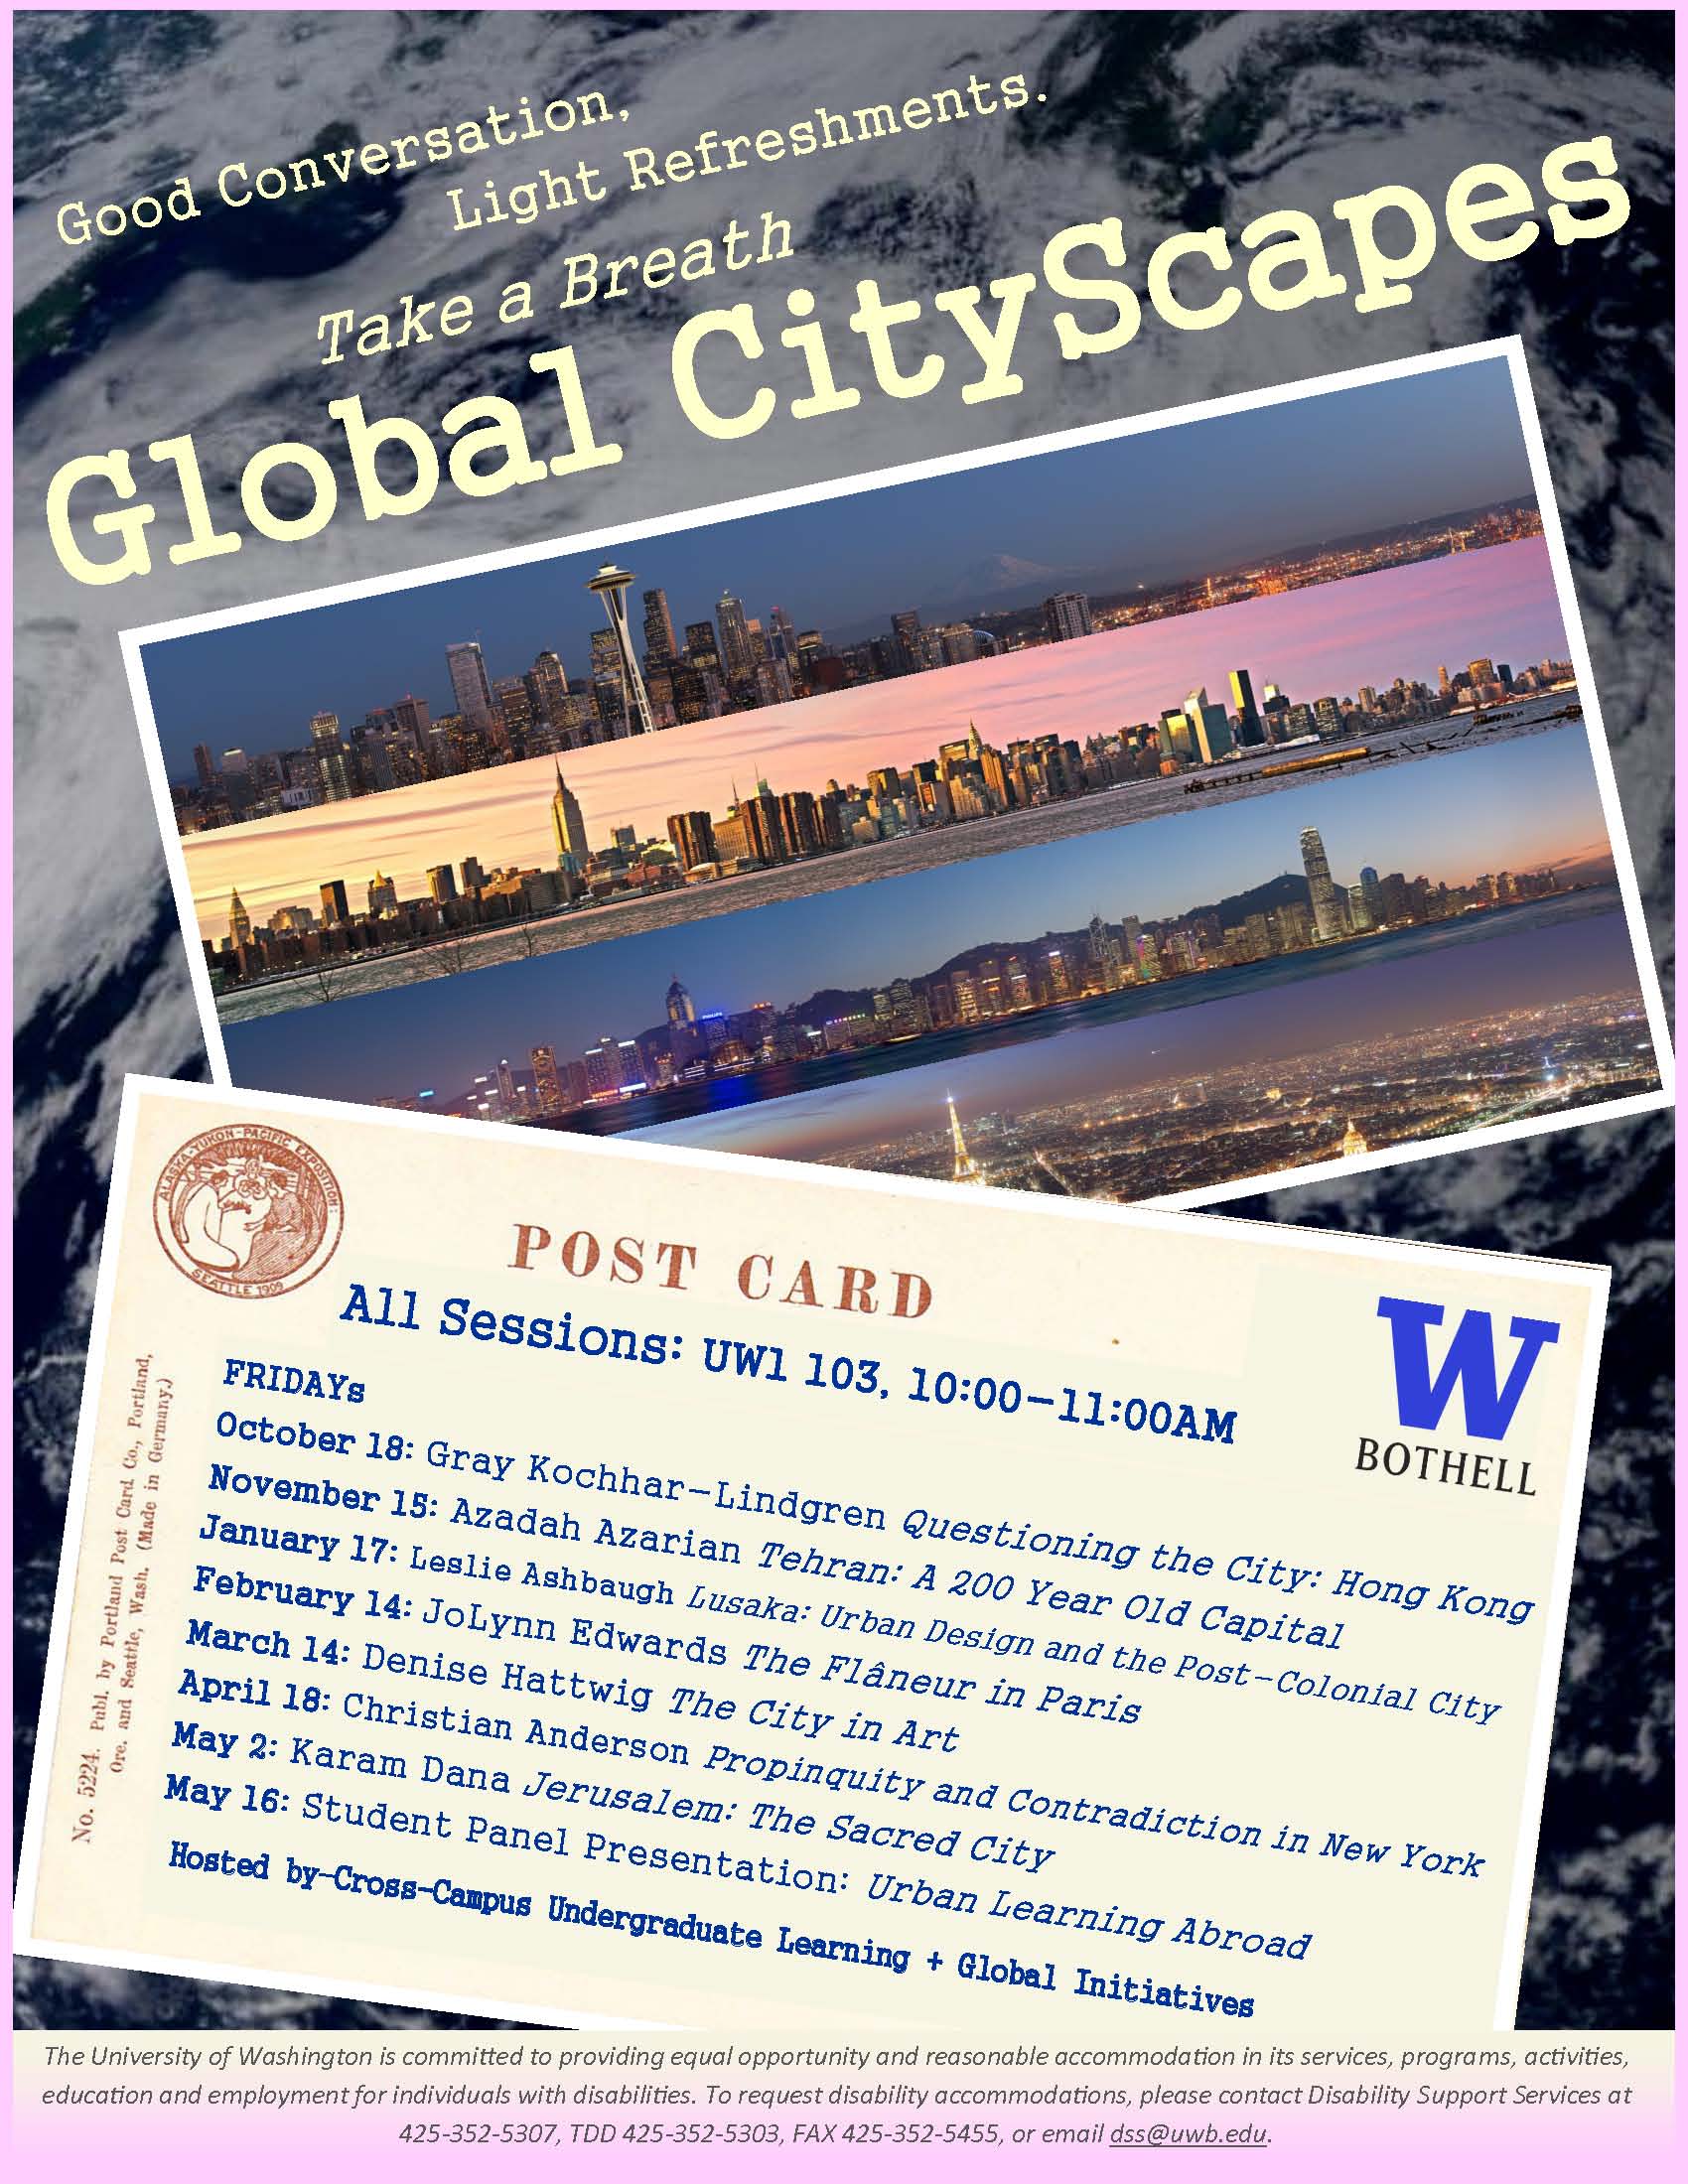 Good Conversation,
Light Refreshments.
Take a Breath
Global CityScapes
ALASKA-YUKON-PACIFIC EXPOSITION:
SEATTLE 1909
POST CARD
All Sessions: UW1 103, 10:00-11:00AM
W
BOTHELL
FRIDAYs
October 18: Gray Kochhar-Lindgren Questioning the City: Hong Kong
November 15: Azadah Azarian Tehran: A 200 Year Old Capital
January 17: Leslie Ashbaugh Lusaka: Urban Design and the Post-Colonial City
February 14: JoLynn Edwards The Flâneur in Paris
March 14: Denise Hattwig The City in Art
April 18: Christian Anderson Propinquity and Contradiction in New York
May 2: Karam Dana Jerusalem: The Sacred City
May 16: Student Panel Presentation: Urban Learning Abroad
Hosted by-Cross-Campus Undergraduate Learning + Global Initiatives
No. 5224. Publ. by Portland Post Card Co., Portland,
Ore. and Seattle, Wash. (Made in Germany.)
The University of Washington is committed to providing equal opportunity and reasonable accommodation in its services, programs, activities,
education and employment for individuals with disabilities. To request disability accommodations, please contact Disability Support Services at
425-352-5307, TDD 425-352-5303, FAX 425-352-5455, or email dss@uwb.edu.